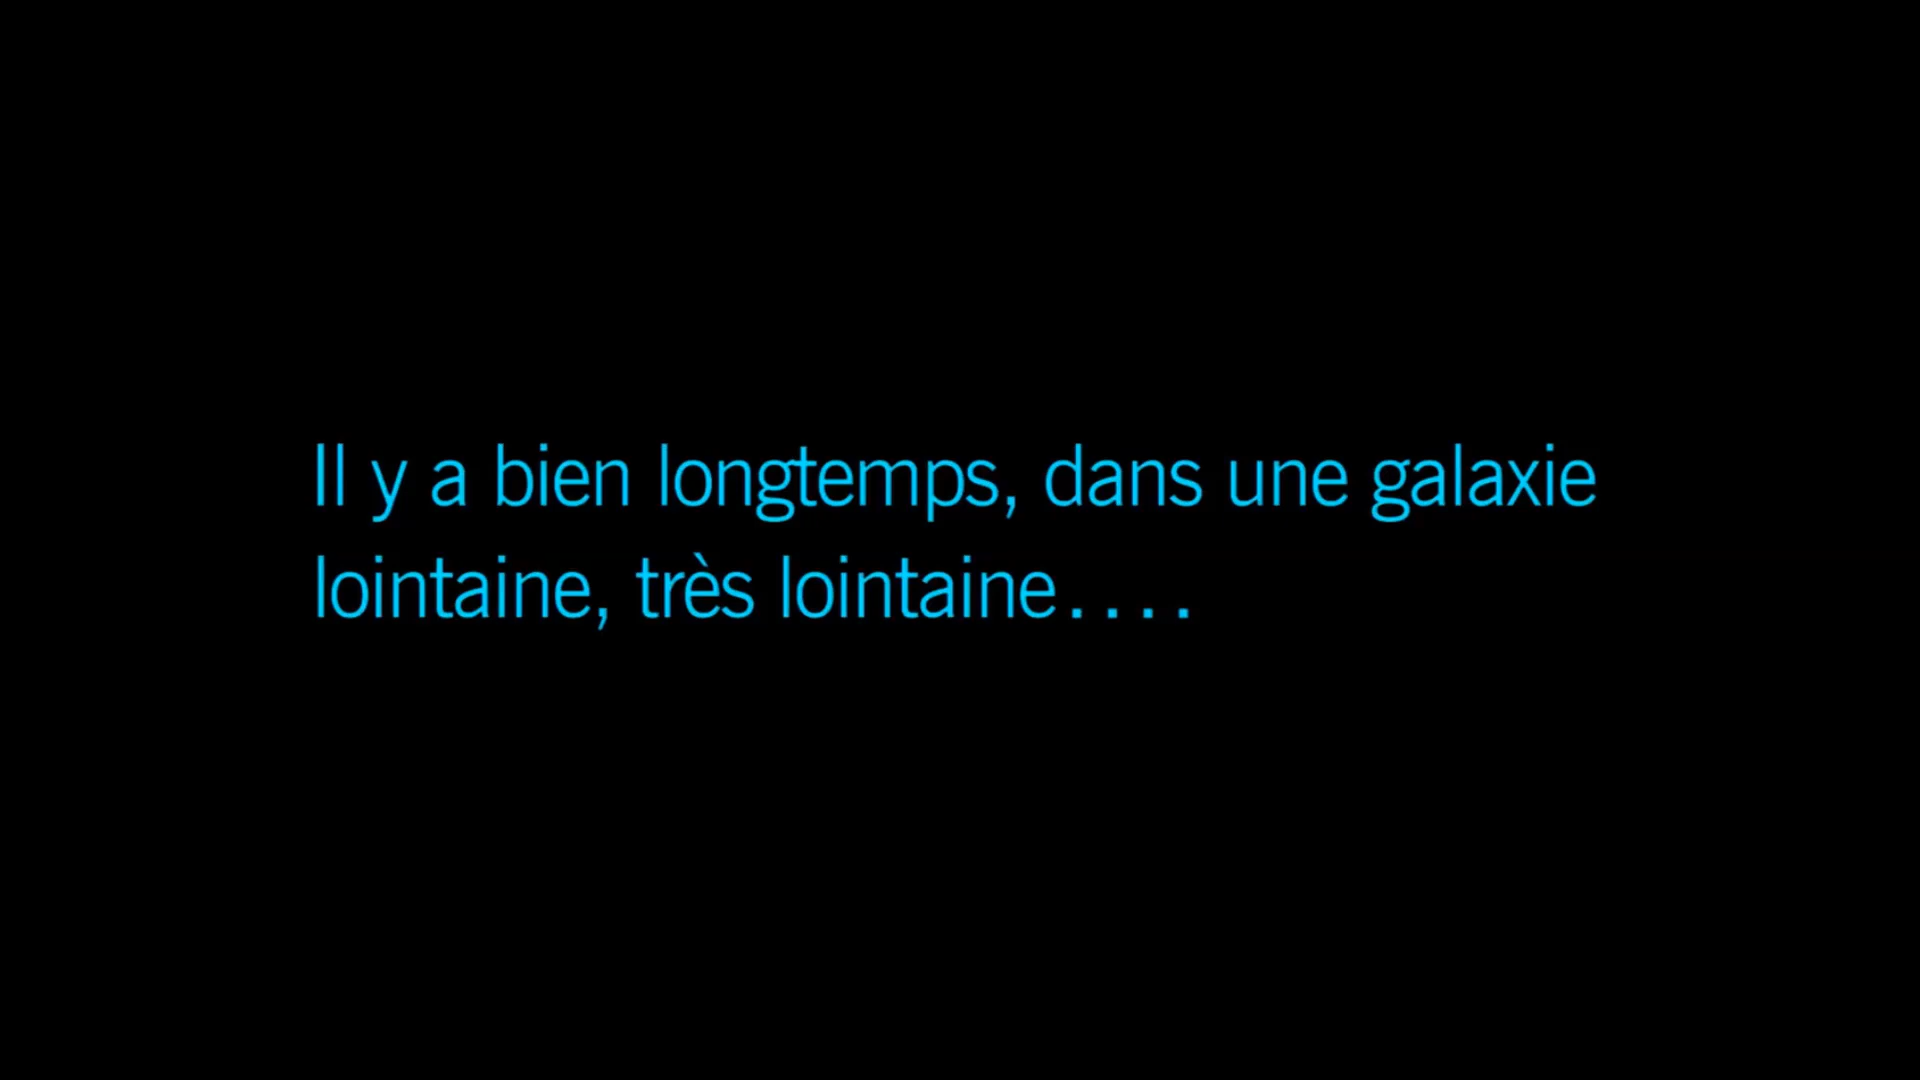 Il y a bien longtemps, dans une galaxie
lointaine, très lointaine....